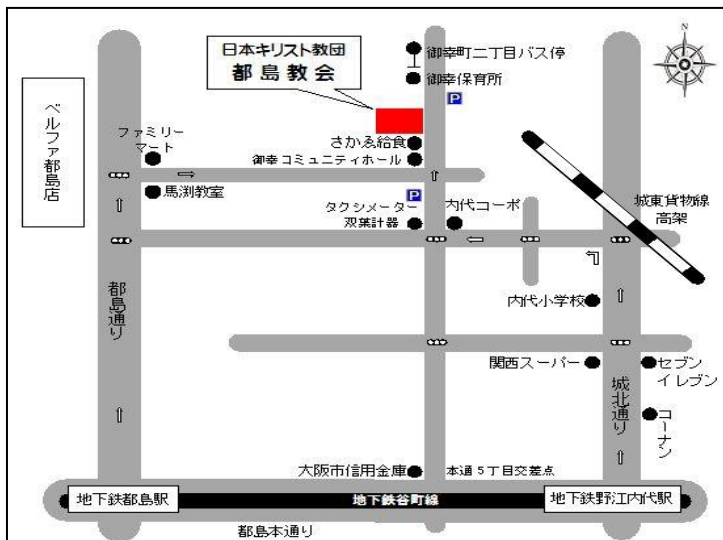 N
日本キリスト教団
都島教会
御幸町二丁目バス停
御幸保育所
P
ベルファ都島店
ファミリー
マート
さかゑ給食
御幸コミュニティホール
馬渕教室
P
タクシメーター
双葉計器
内代コーポ
城東貨物線
高架
都島通り
内代小学校
関西スーパー
セブン
イレブン
城北通り
コーナン
大阪市信用金庫
本通5丁目交差点
地下鉄都島駅
地下鉄谷町線
地下鉄野江内代駅
都島本通り